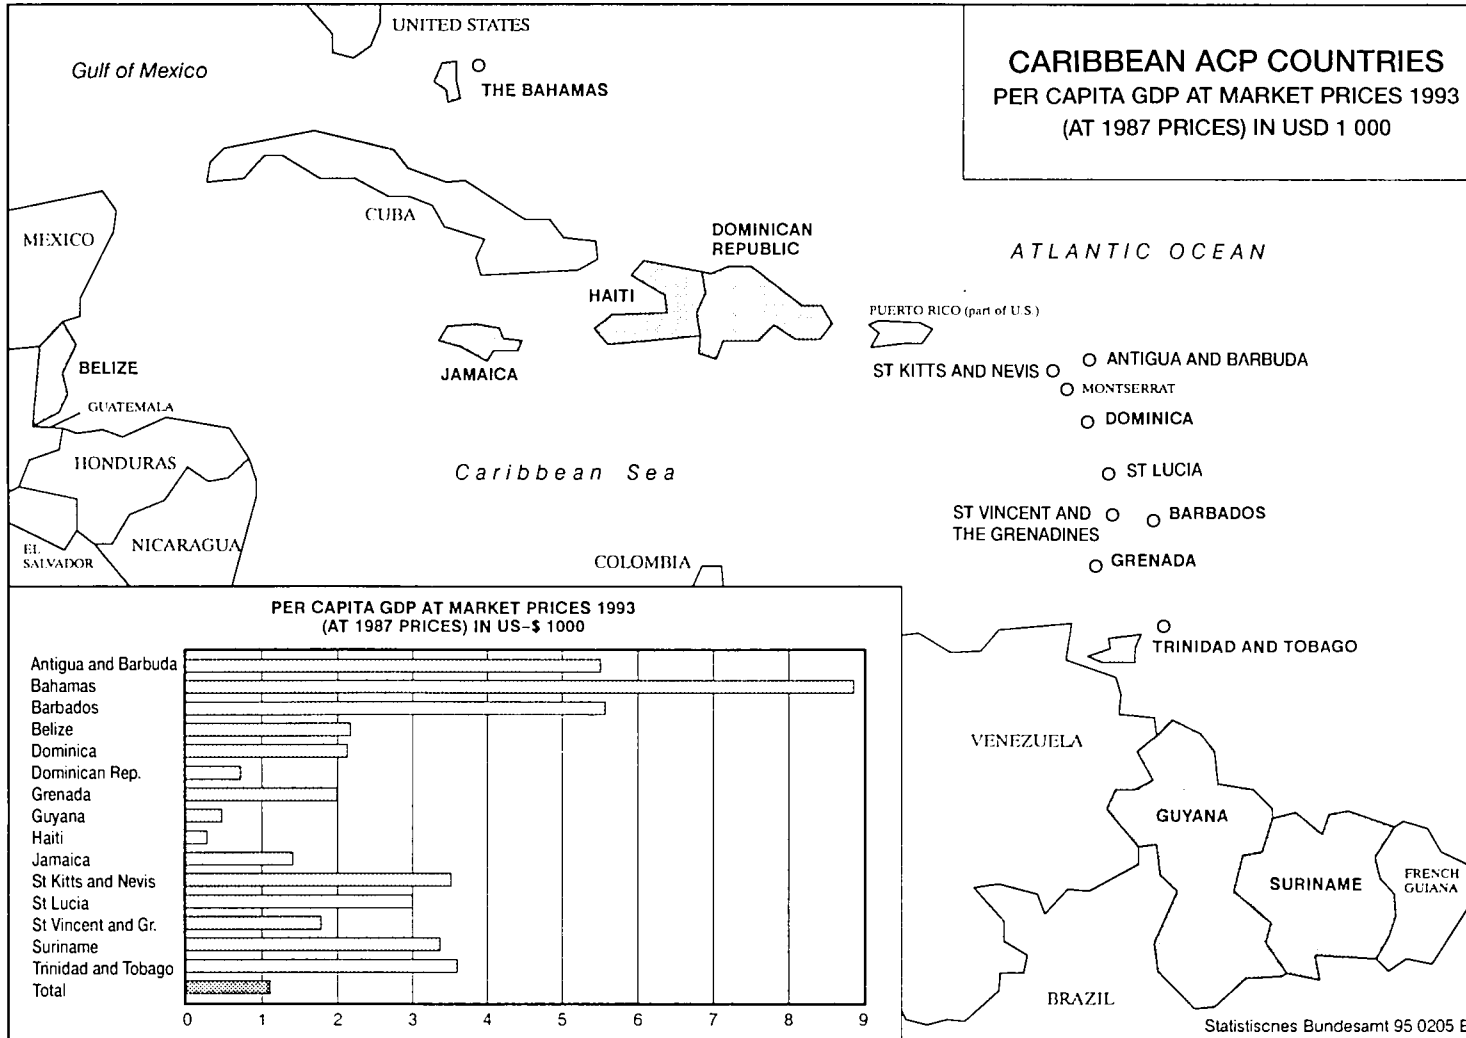 UNITED STATES
Gulf of Mexico
THE BAHAMAS
CARIBBEAN ACP COUNTRIES
PER CAPITA GDP AT MARKET PRICES 1993
(AT 1987 PRICES) IN USD 1 000
CUBA
MEXICO
DOMINICAN
REPUBLIC
ATLANTIC OCEAN
HAITI
PUERTO RICO (part of U.S.)
BELIZE
JAMAICA
ST KITTS AND NEVIS
ANTIGUA AND BARBUDA
MONTSERRAT
GUATEMALA
DOMINICA
HONDURAS
Caribbean Sea
ST LUCIA
ST VINCENT AND
THE GRENADINES
BARBADOS
EL
SALVADOR
NICARAGUA
COLOMBIA
GRENADA
TRINIDAD AND TOBAGO
VENEZUELA
GUYANA
SURINAME
FRENCH
GUIANA
BRAZIL
PER CAPITA GDP AT MARKET PRICES 1993
(AT 1987 PRICES) IN US-$ 1000
Antigua and Barbuda
Bahamas
Barbados
Belize
Dominica
Dominican Rep.
Grenada
Guyana
Haiti
Jamaica
St Kitts and Nevis
St Lucia
St Vincent and Gr.
Suriname
Trinidad and Tobago
Total
0 1 2 3 4 5 6 7 8 9
Statistisches Bundesamt 95 0205 E